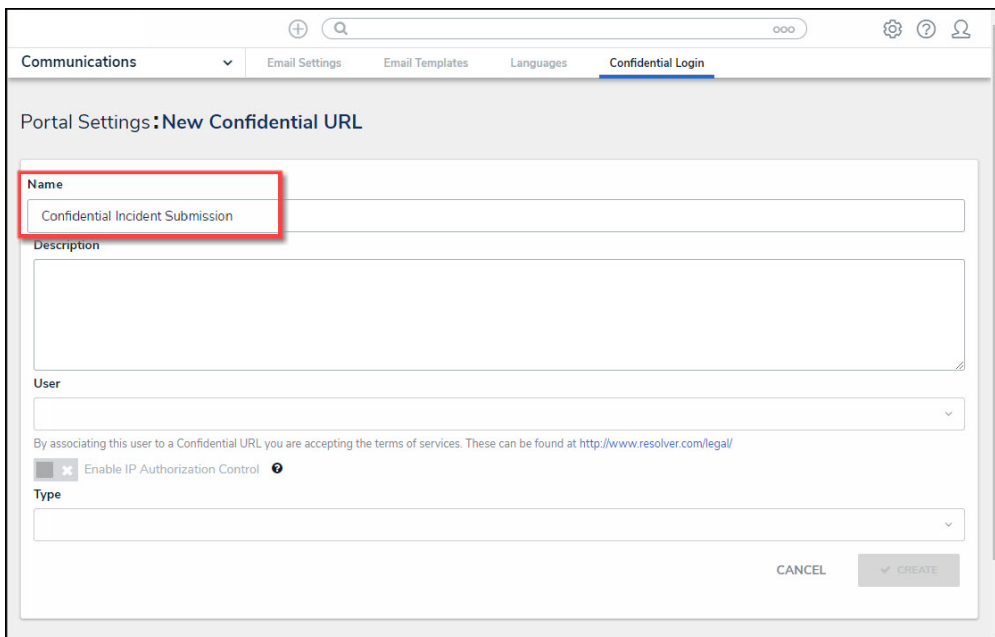 Communications
Email Settings
Email Templates
Languages
Confidential Login
Portal Settings:New Confidential URL
Name
Confidential Incident Submission
Description
User
By associating this user to a Confidential URL you are accepting the terms of services. These can be found at http://www.resolver.com/legal/
Enable IP Authorization Control
Type
CANCEL
CREATE